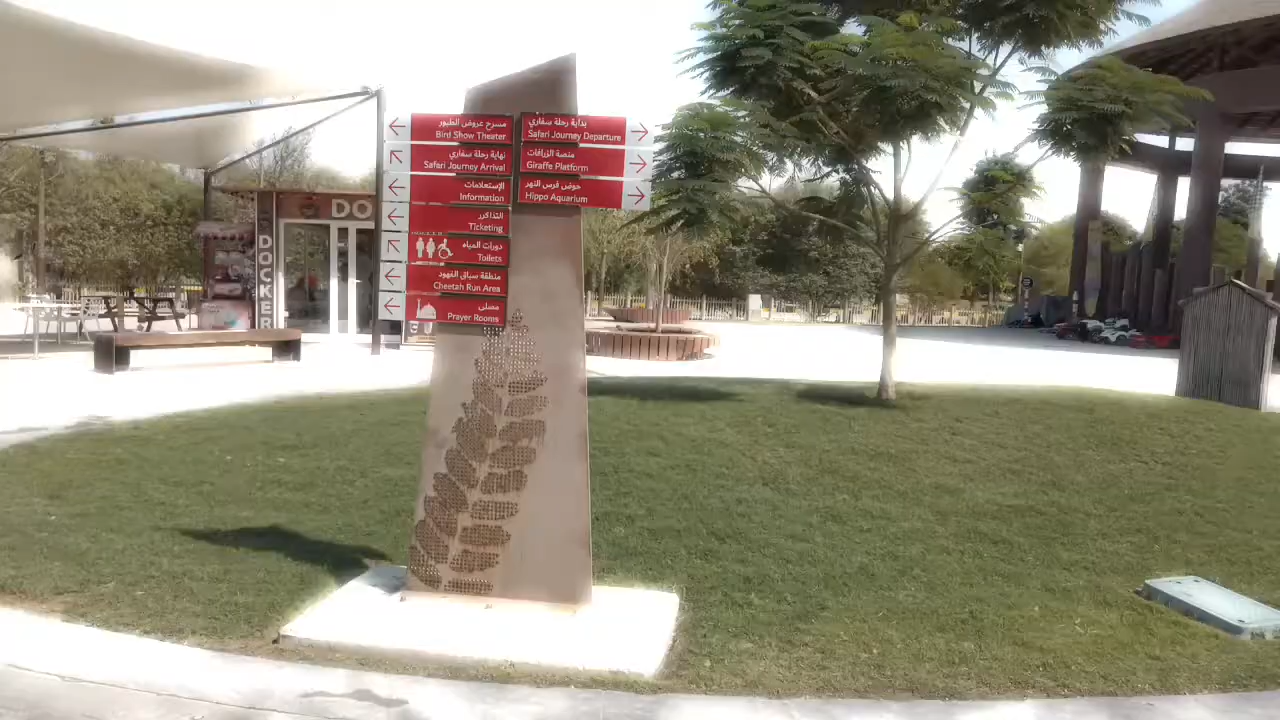 مسرح عروض الطيور
Bird Show Theater
نهاية رحلة سفاري
Safari Journey Arrival
الإستعلامات
Information
التذاكر
Ticketing
دورات المياه
Toilets
منطقة سباق الفهود
Cheetah Run Area
مصلى
Prayer Rooms
بداية رحلة سفاري
Safari Journey Departure
منصة الزرافات
Giraffe Platform
حوض فرس النهر
Hippo Aquarium
DO
DOCKER